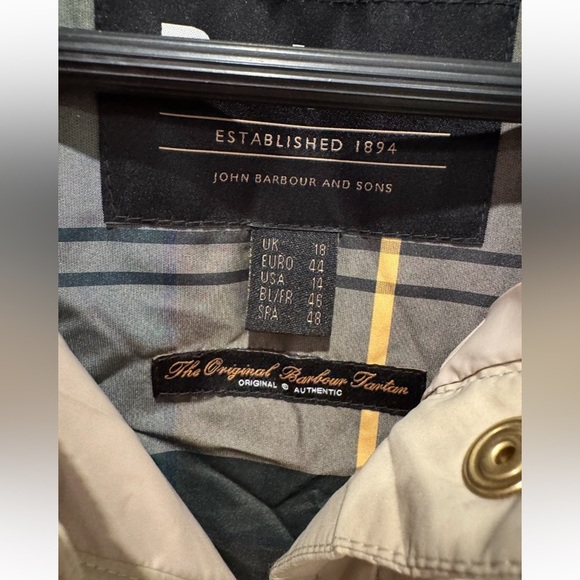 ESTABLISHED 1894
JOHN BARBOUR AND SONS
UK 18
EURO 44
USA 14
BL/FR 46
SPA 48
The Original Barbour Tartan
ORIGINAL © AUTHENTIC